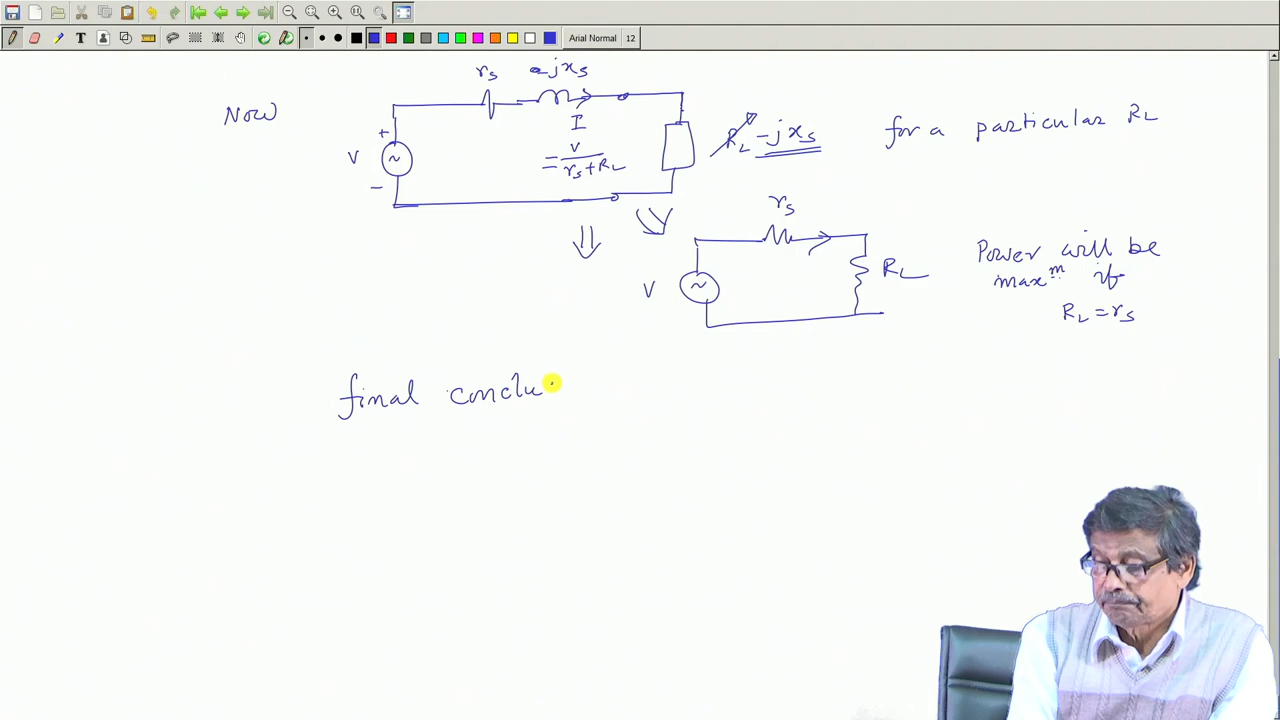 Arial Normal 12
Now
rs
jxs
+
V
~
-
I
= V / rs+RL
RL -jxs
for a particular RL
rs
V
~
RL
Power will be
maxm if
RL = rs
final conclu